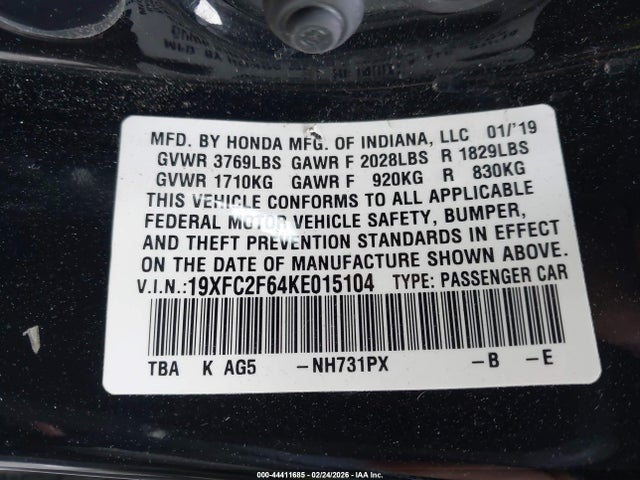 MFD. BY HONDA MFG. OF INDIANA, LLC 01/'19
GVWR 3769LBS GAWR F 2028LBS R 1829LBS
GVWR 1710KG GAWR F 920KG R 830KG
THIS VEHICLE CONFORMS TO ALL APPLICABLE
FEDERAL MOTOR VEHICLE SAFETY, BUMPER,
AND THEFT PREVENTION STANDARDS IN EFFECT
ON THE DATE OF MANUFACTURE SHOWN ABOVE.
V.I.N.:19XFC2F64KE015104 TYPE: PASSENGER CAR
TBA K AG5 -NH731PX -B -E
000-44411685 - 02/24/2026 - IAA Inc.